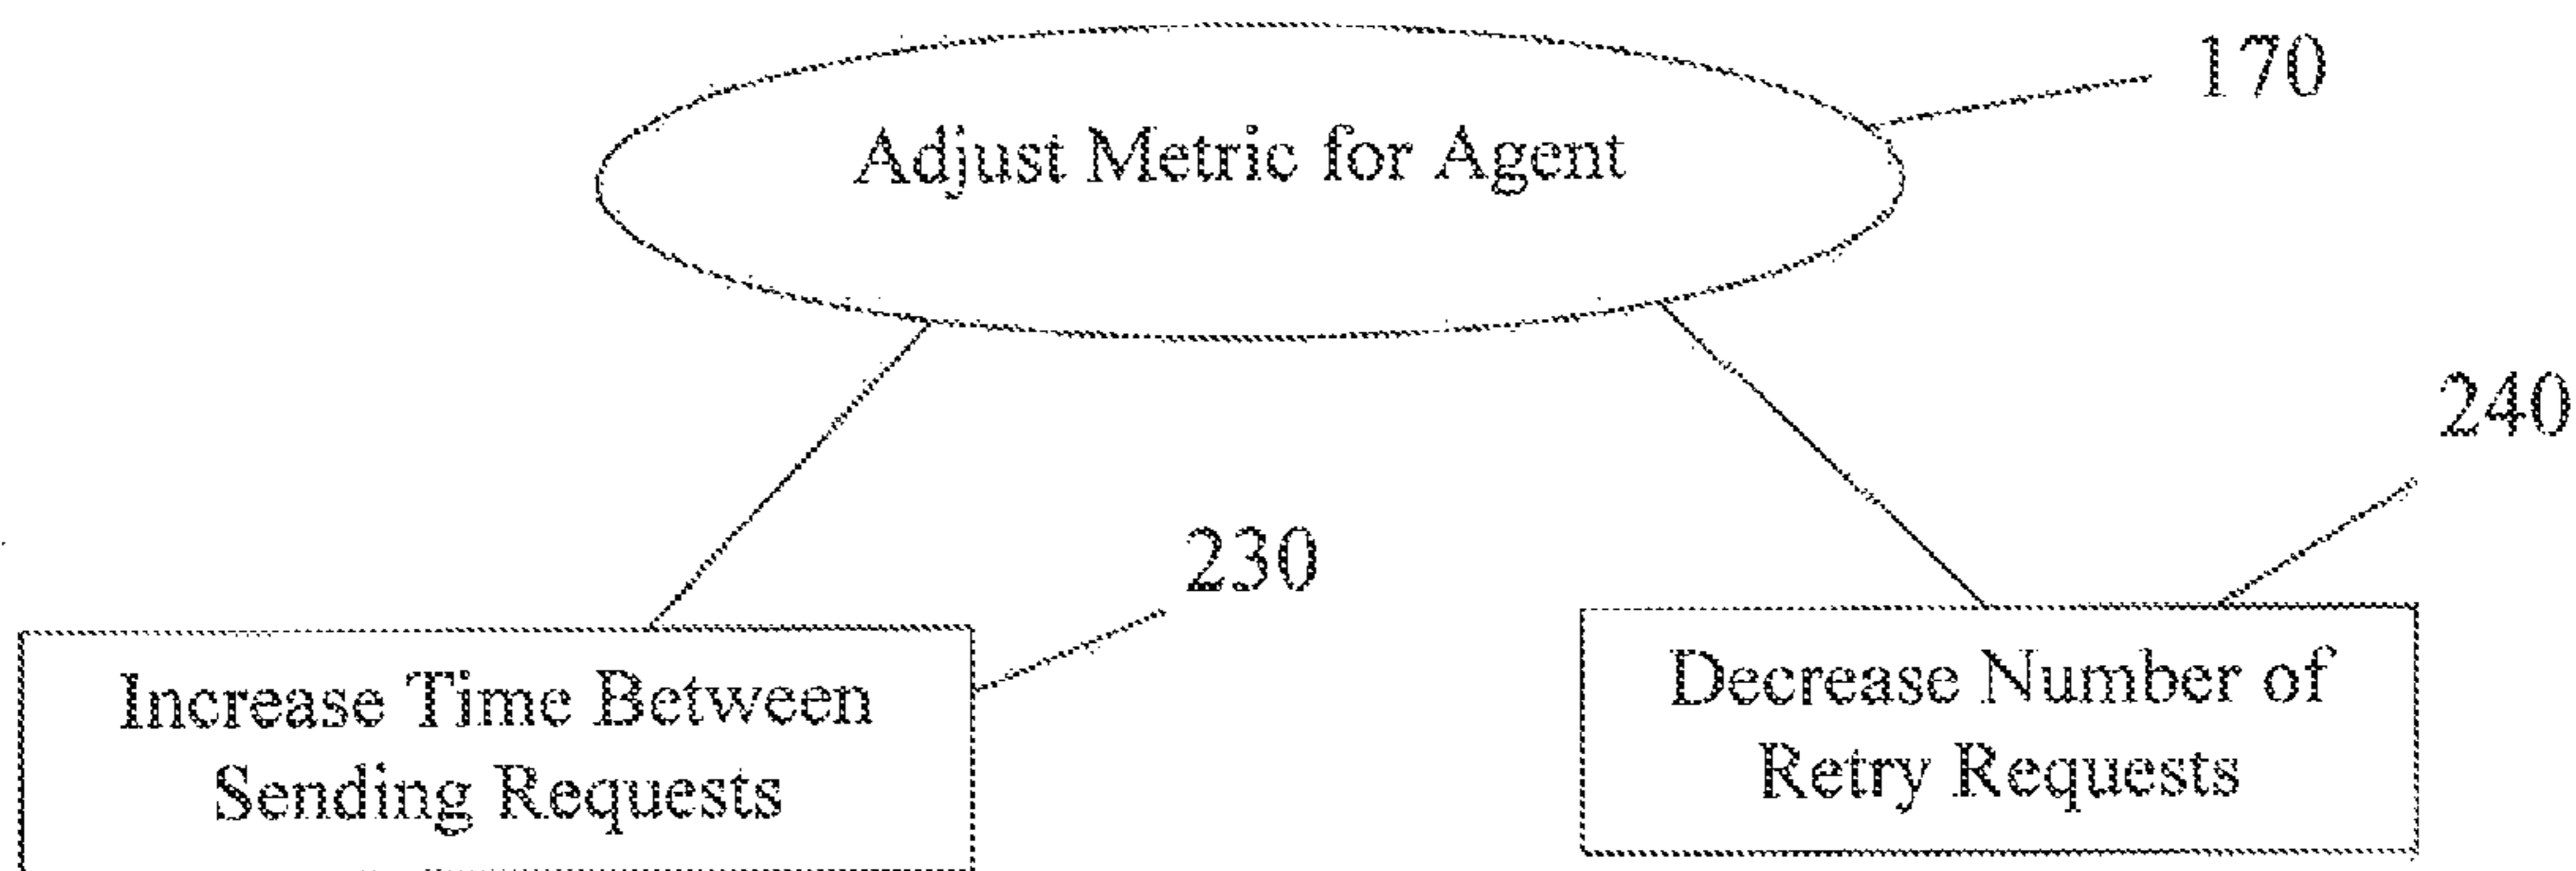 170
Adjust Metric for Agent
240
230
Increase Time Between
Sending Requests
Decrease Number of
Retry Requests